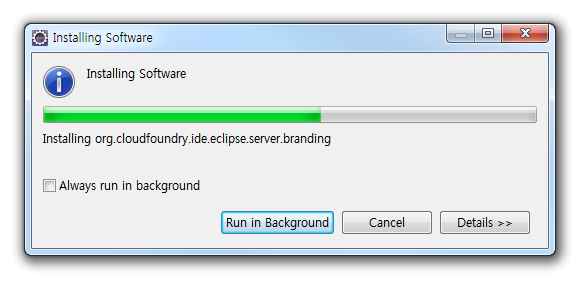 Installing Software
Installing Software
Installing org.cloudfoundry.ide.eclipse.server.branding
Always run in background
Run in Background Cancel Details >>